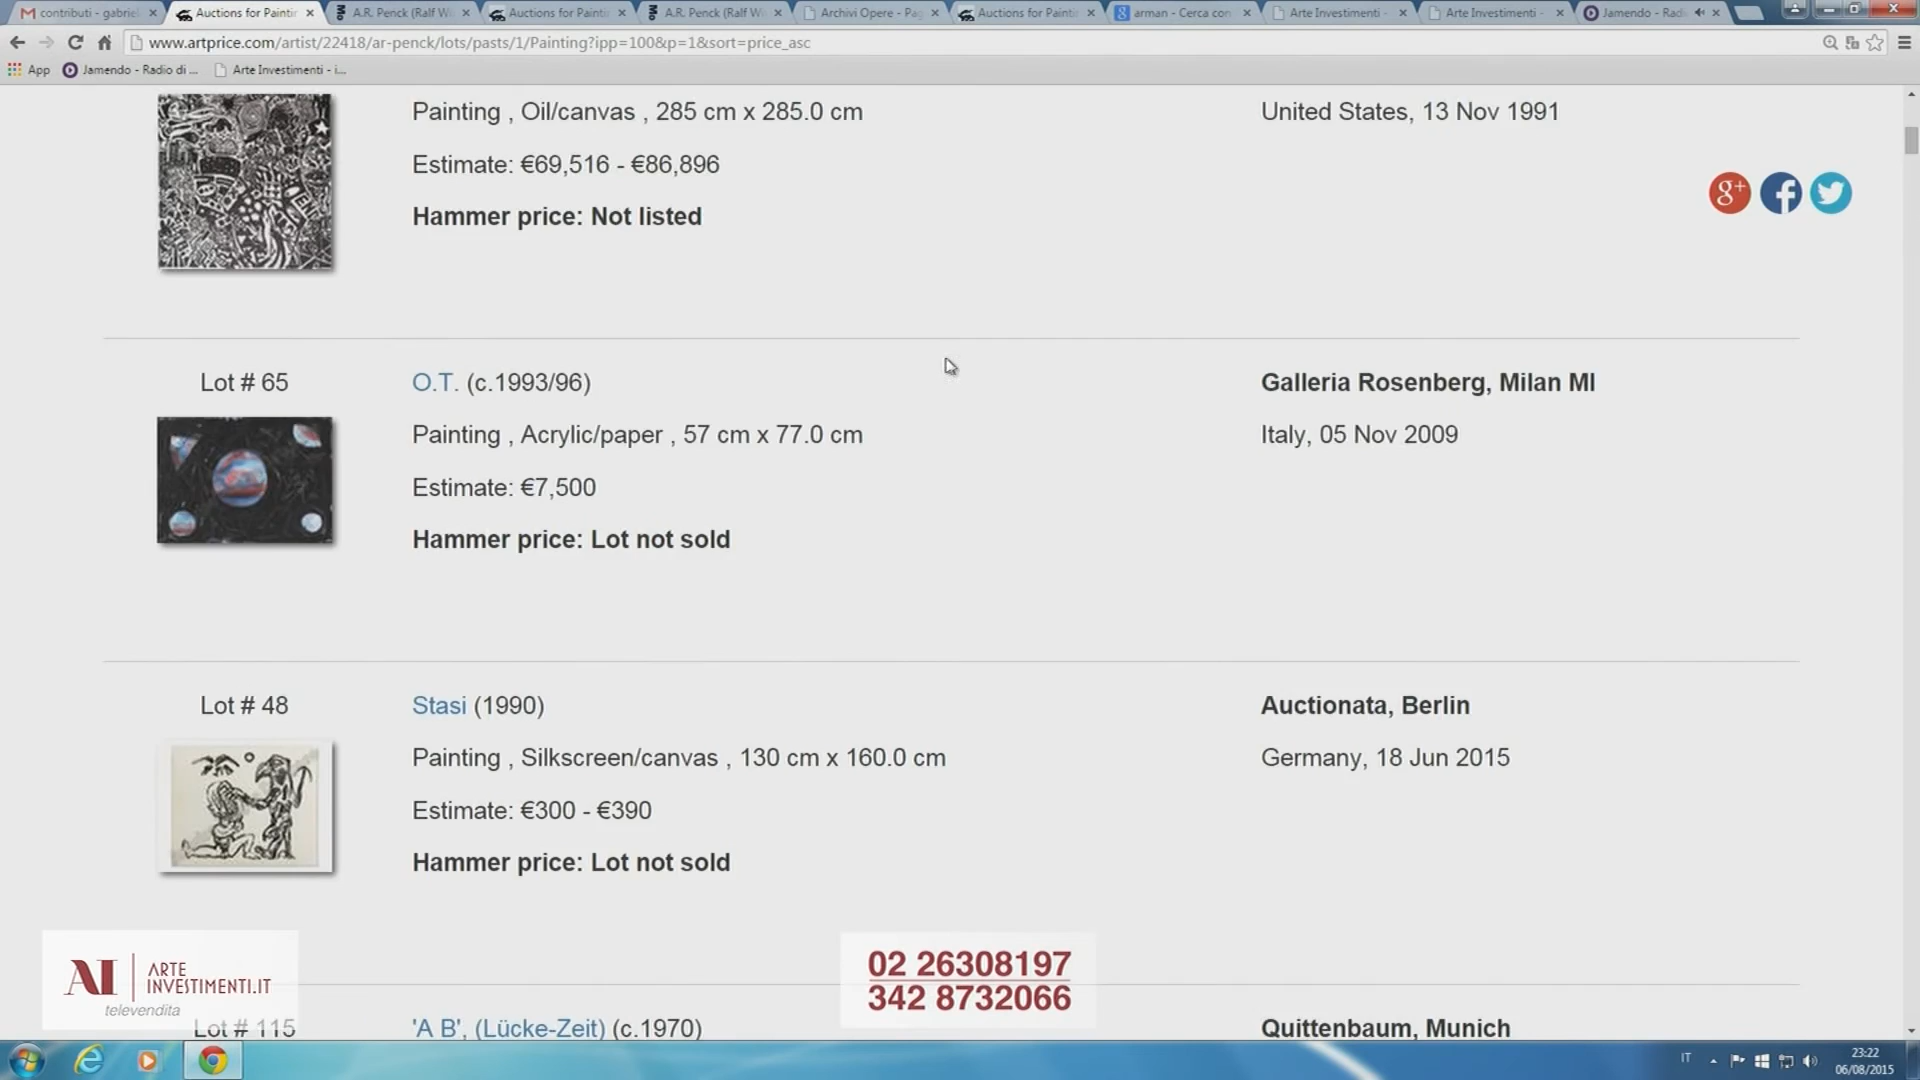 contributi - gabriel
Auctions for Paintin
A.R. Penck (Ralf Wi
Auctions for Paintin
A.R. Penck (Ralf Wi
Archivi Opere - Pag
Auctions for Paintin
arman - Cerca con
Arte Investimenti -
Arte Investimenti -
Jamendo - Radi
www.artprice.com/artist/22418/ar-penck/lots/pasts/1/Painting?ipp=100&p=1&sort=price_asc
App
Jamendo - Radio di ...
Arte Investimenti - i...
Painting , Oil/canvas , 285 cm x 285.0 cm
United States, 13 Nov 1991
Estimate: €69,516 - €86,896
Hammer price: Not listed
g+
f
Lot # 65
O.T. (c.1993/96)
Galleria Rosenberg, Milan MI
Painting , Acrylic/paper , 57 cm x 77.0 cm
Italy, 05 Nov 2009
Estimate: €7,500
Hammer price: Lot not sold
Lot # 48
Stasi (1990)
Auctionata, Berlin
Painting , Silkscreen/canvas , 130 cm x 160.0 cm
Germany, 18 Jun 2015
Estimate: €300 - €390
Hammer price: Lot not sold
AI ARTE
INVESTIMENTI.IT
televendita
02 26308197
342 8732066
Lot # 115
'A B', (Lücke-Zeit) (c.1970)
Quittenbaum, Munich
IT
23:22
06/08/2015